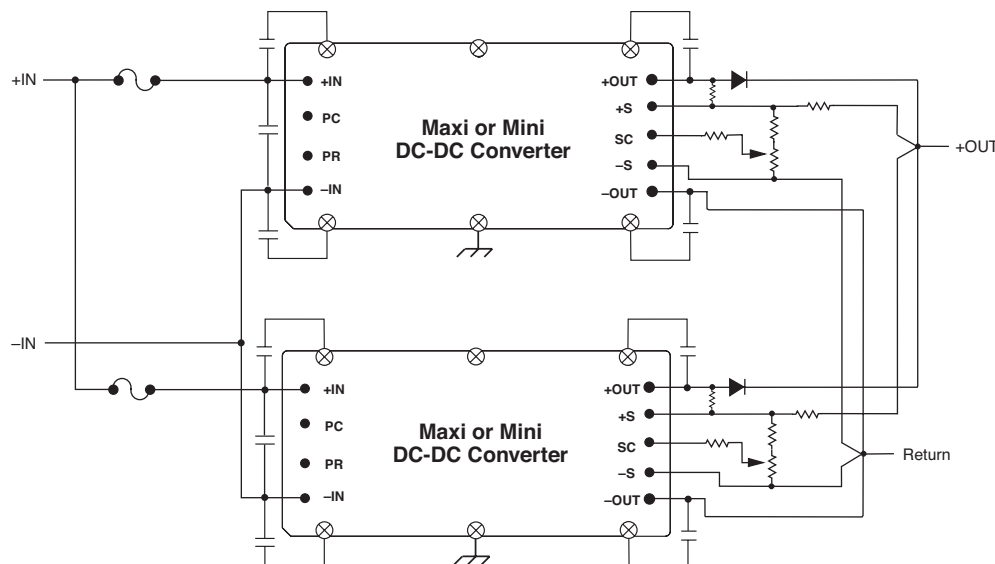 +IN
–IN
+IN
PC
PR
–IN
Maxi or Mini
DC-DC Converter
+OUT
+S
SC
–S
–OUT
+OUT
+IN
PC
PR
–IN
Maxi or Mini
DC-DC Converter
+OUT
+S
SC
–S
–OUT
Return